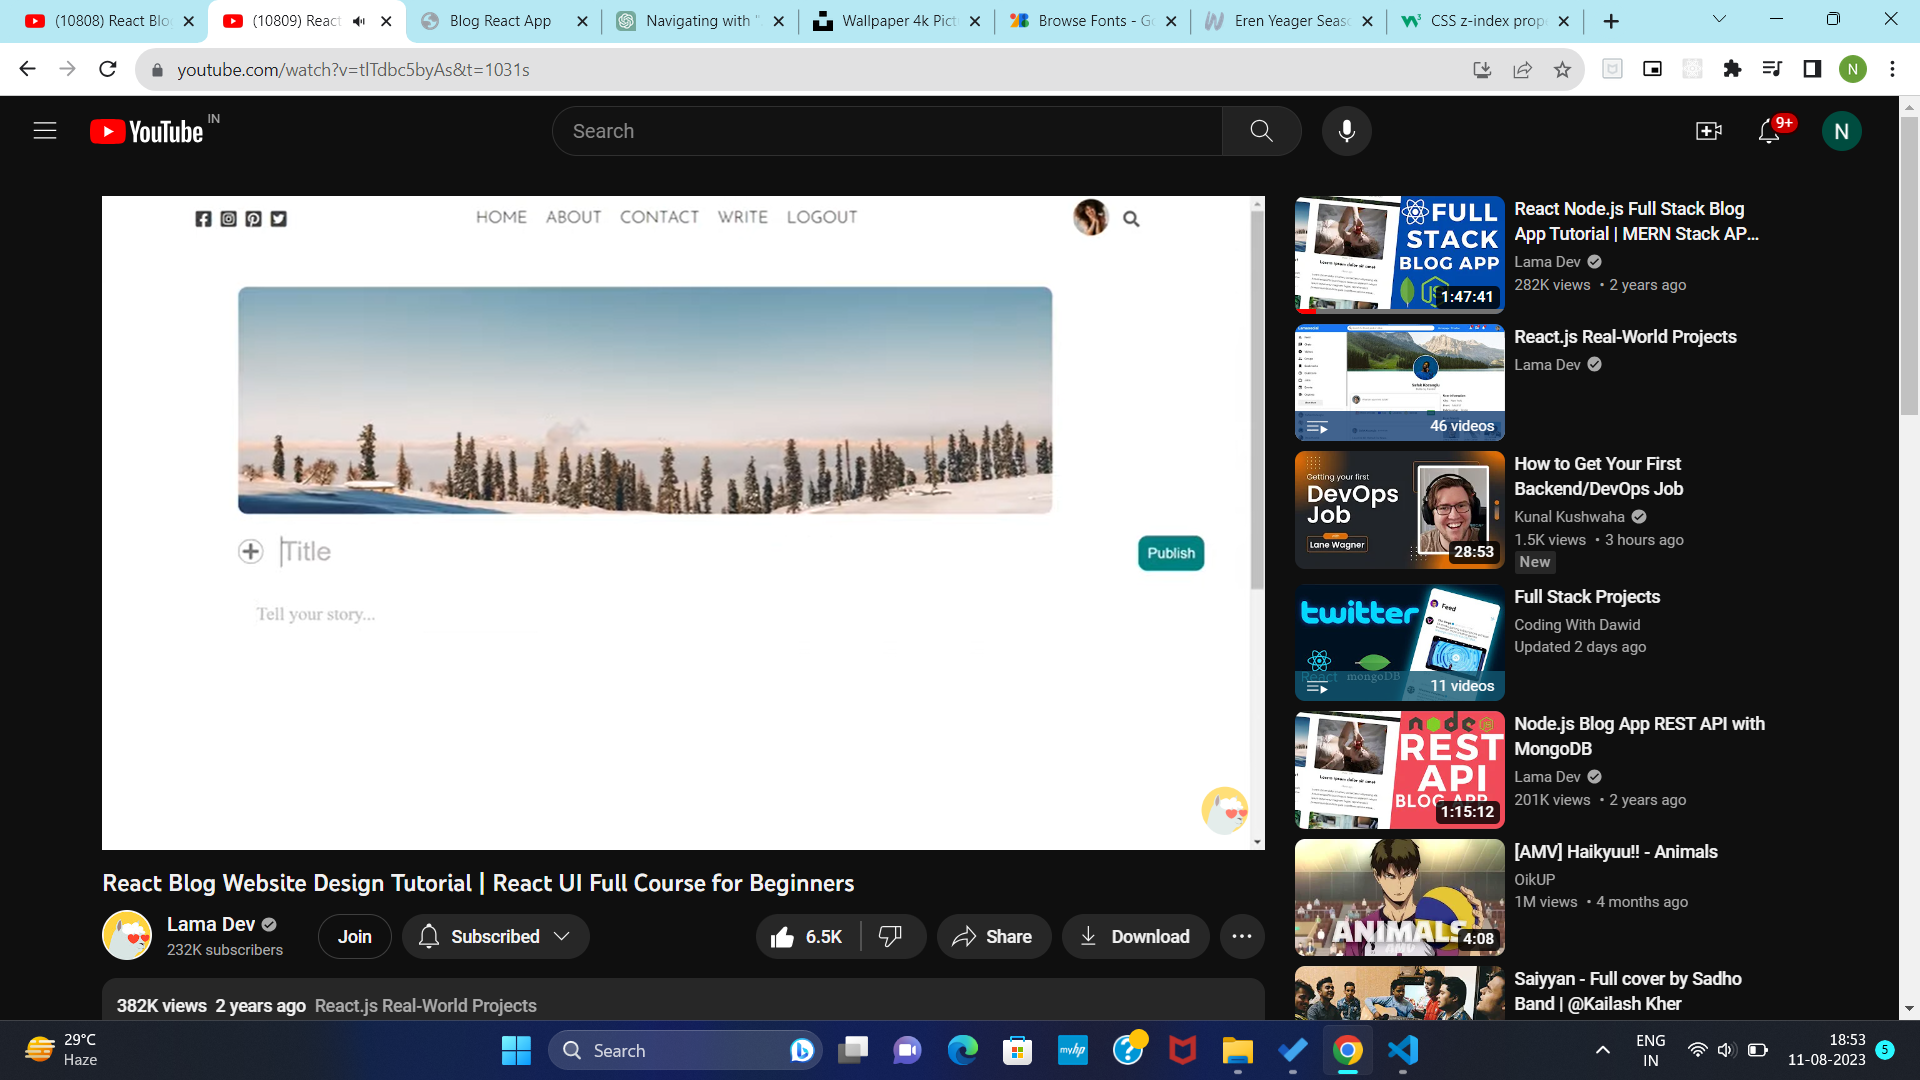 (10808) React Blo
(10809) React
Blog React App
Navigating with "
Wallpaper 4k Pict
Browse Fonts - Go
Eren Yeager Seas
CSS z-index prop
youtube.com/watch?v=tlTdbc5byAs&t=1031s
N
YouTube IN
Search
9+
N
HOME ABOUT CONTACT WRITE LOGOUT
Title
Publish
Tell your story...
React Blog Website Design Tutorial | React UI Full Course for Beginners
Lama Dev
232K subscribers
Join
Subscribed
6.5K
Share
Download
382K views 2 years ago React.js Real-World Projects
FULL
STACK
BLOG APP
1:47:41
React Node.js Full Stack Blog
App Tutorial | MERN Stack AP...
Lama Dev
282K views • 2 years ago
46 videos
React.js Real-World Projects
Lama Dev
Getting your first
DevOps
Job
Lane Wagner
28:53
How to Get Your First
Backend/DevOps Job
Kunal Kushwaha
1.5K views • 3 hours ago
New
twitter
Feed
React
mongoDB
11 videos
Full Stack Projects
Coding With Dawid
Updated 2 days ago
node JS
REST
API
BLOG APP
1:15:12
Node.js Blog App REST API with
MongoDB
Lama Dev
201K views • 2 years ago
ANIMALS
4:08
[AMV] Haikyuu!! - Animals
OikUP
1M views • 4 months ago
Saiyyan - Full cover by Sadho
Band | @Kailash Kher
29°C
Haze
Search
myhp
ENG
IN
18:53
11-08-2023
5